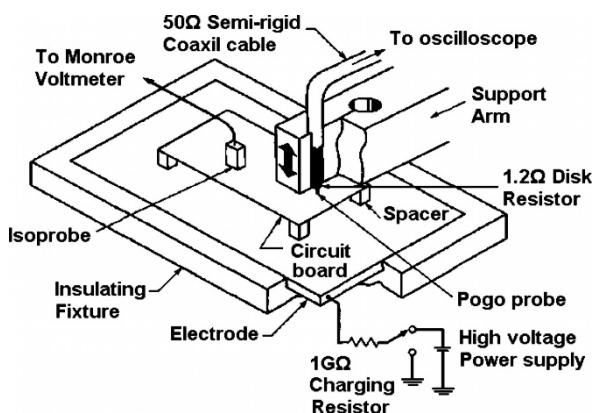 50Ω Semi-rigid
Coaxil cable
To Monroe
Voltmeter
To oscilloscope
Support
Arm
1.2Ω Disk
Resistor
Spacer
Isoprobe
Circuit
board
Insulating
Fixture
Pogo probe
Electrode
High voltage
Power supply
1GΩ
Charging
Resistor